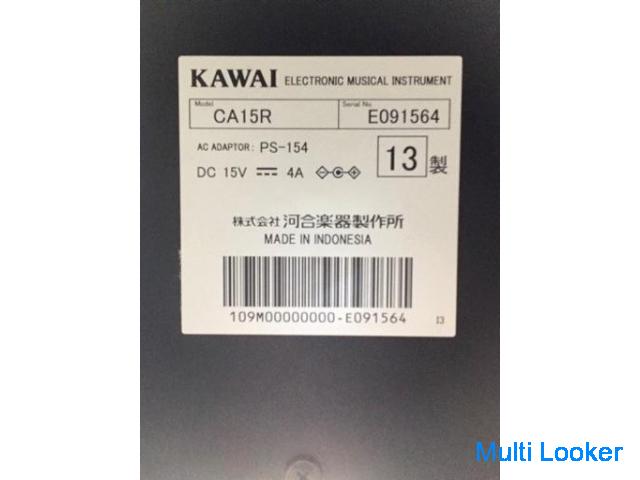 KAWAI ELECTRONIC MUSICAL INSTRUMENT
Model CA15R Serial No. E091564
AC ADAPTOR: PS-154
DC 15V 4A
13 製
株式会社 河合楽器製作所
MADE IN INDONESIA
109M00000000-E091564 I3
Multi Looker